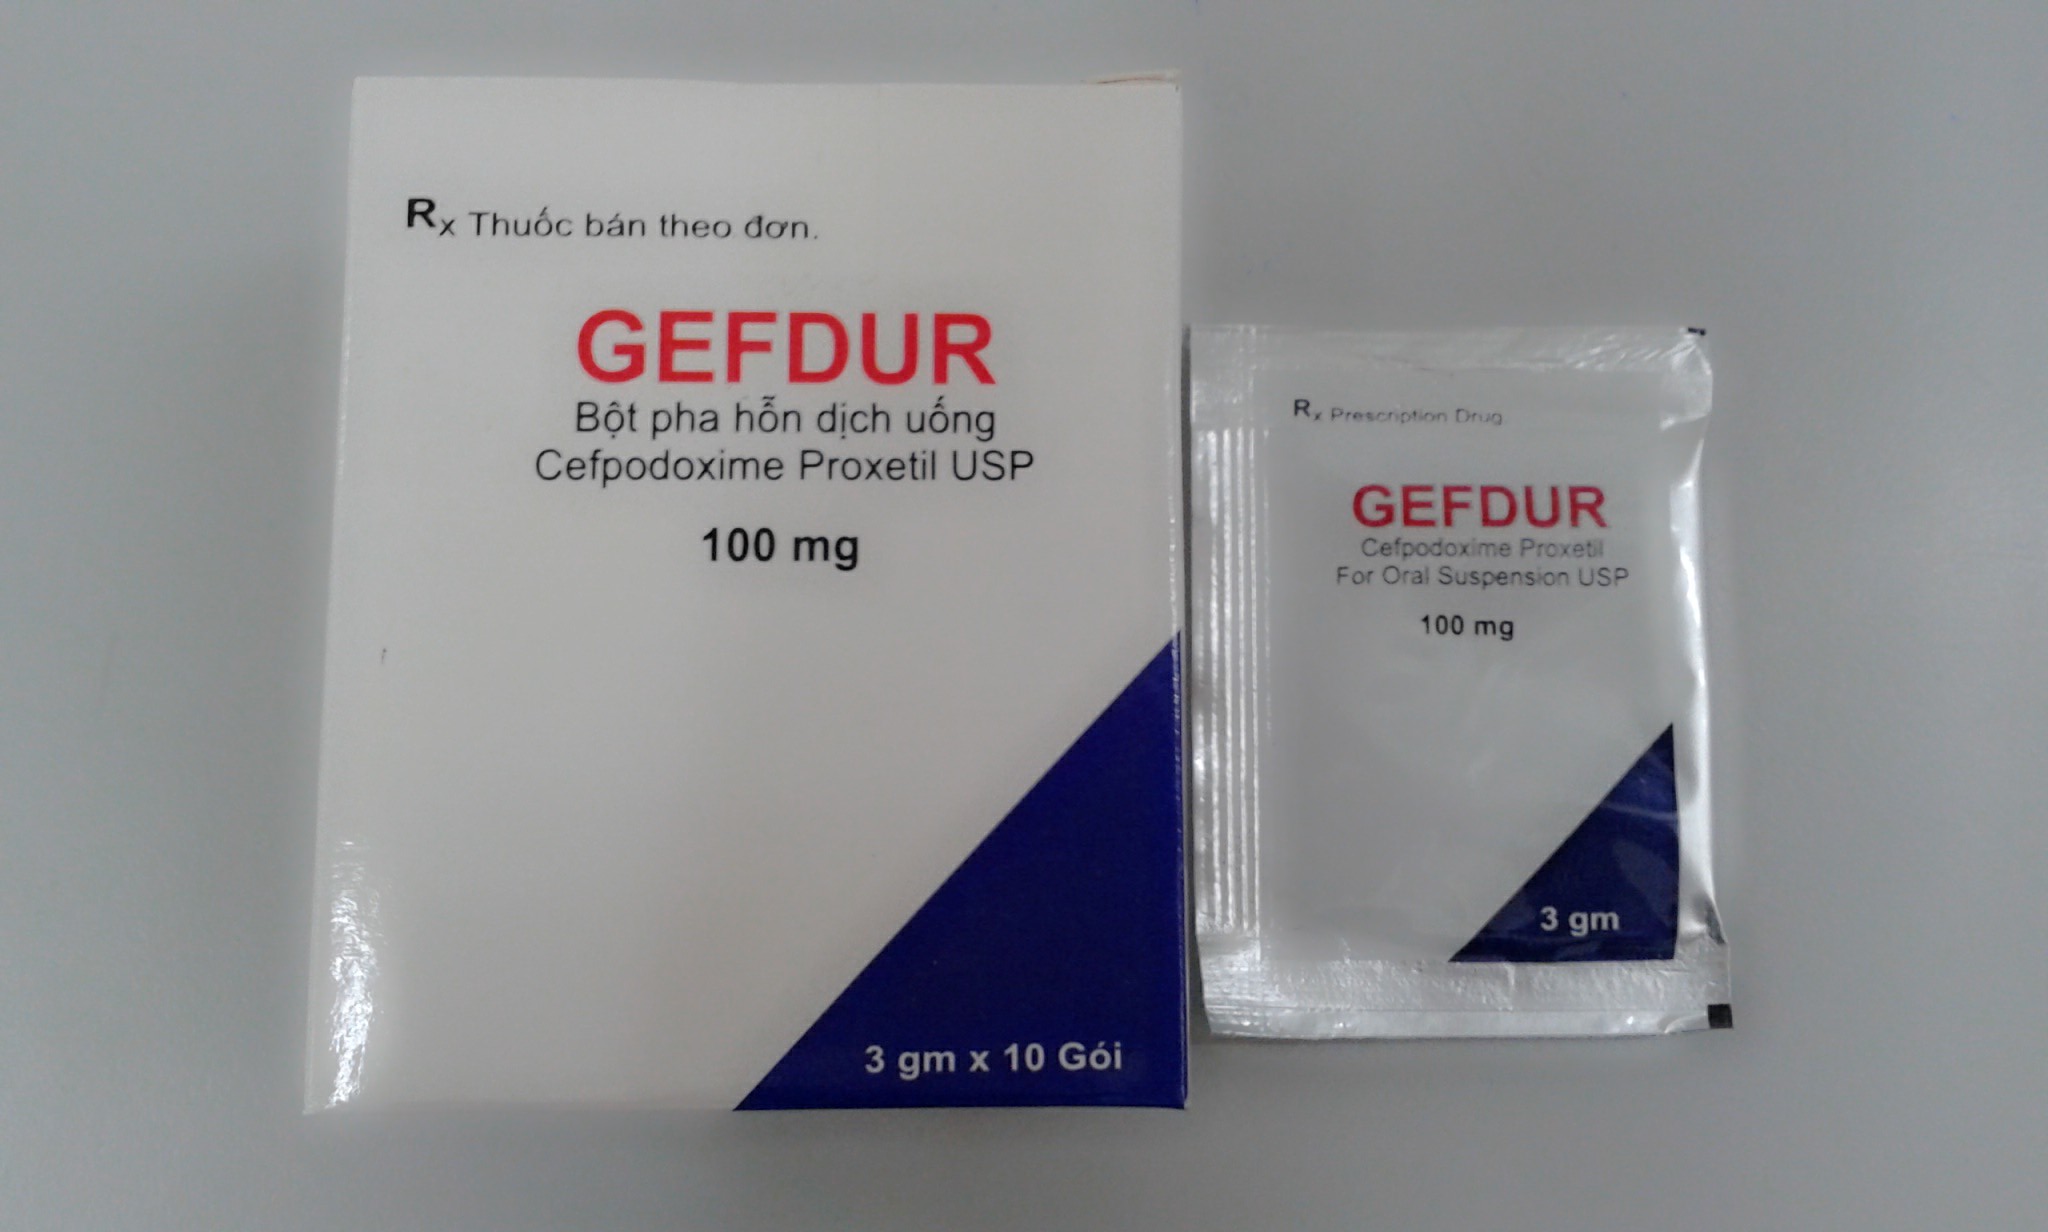 Rx Thuốc bán theo đơn.
GEFDUR
Bột pha hỗn dịch uống
Cefpodoxime Proxetil USP
100 mg
3 gm x 10 Gói
Rx Prescription Drug
GEFDUR
Cefpodoxime Proxetil
For Oral Suspension USP
100 mg
3 gm